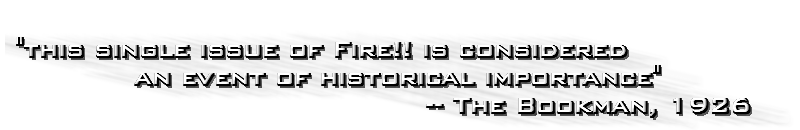 "this single issue of Fire!! is considered
an event of historical importance"
-- The Bookman, 1926